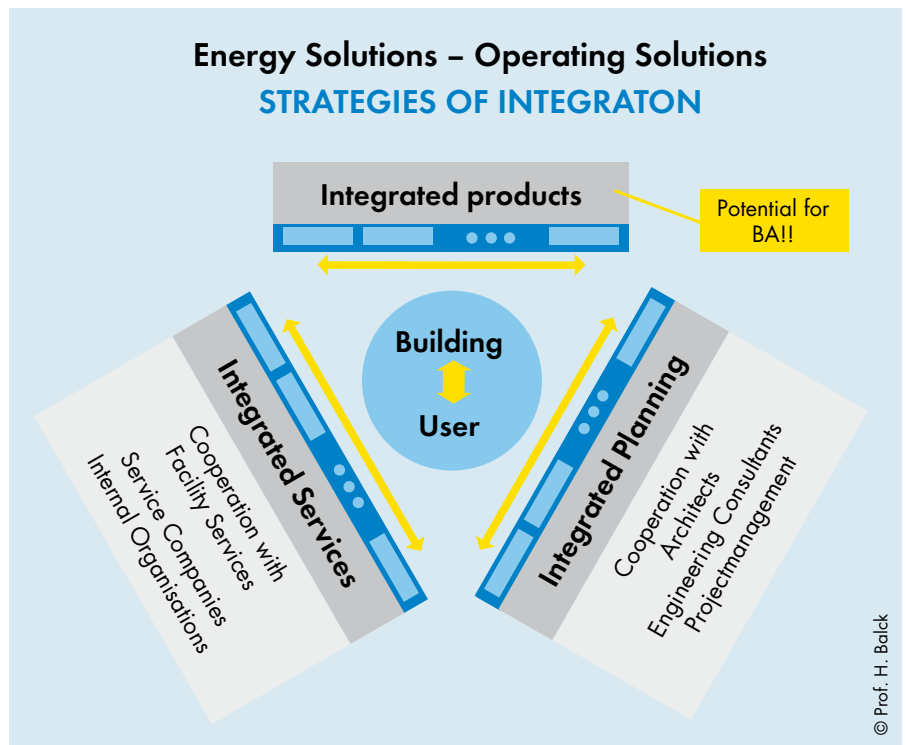 Energy Solutions – Operating Solutions
STRATEGIES OF INTEGRATON
Integrated products
Potential for
BA!!
Building
User
Integrated Services
Cooperation with
Facility Services
Service Companies
Internal Organisations
Integrated Planning
Cooperation with
Architects
Engineering Consultants
Projectmanagement
© Prof. H. Balck